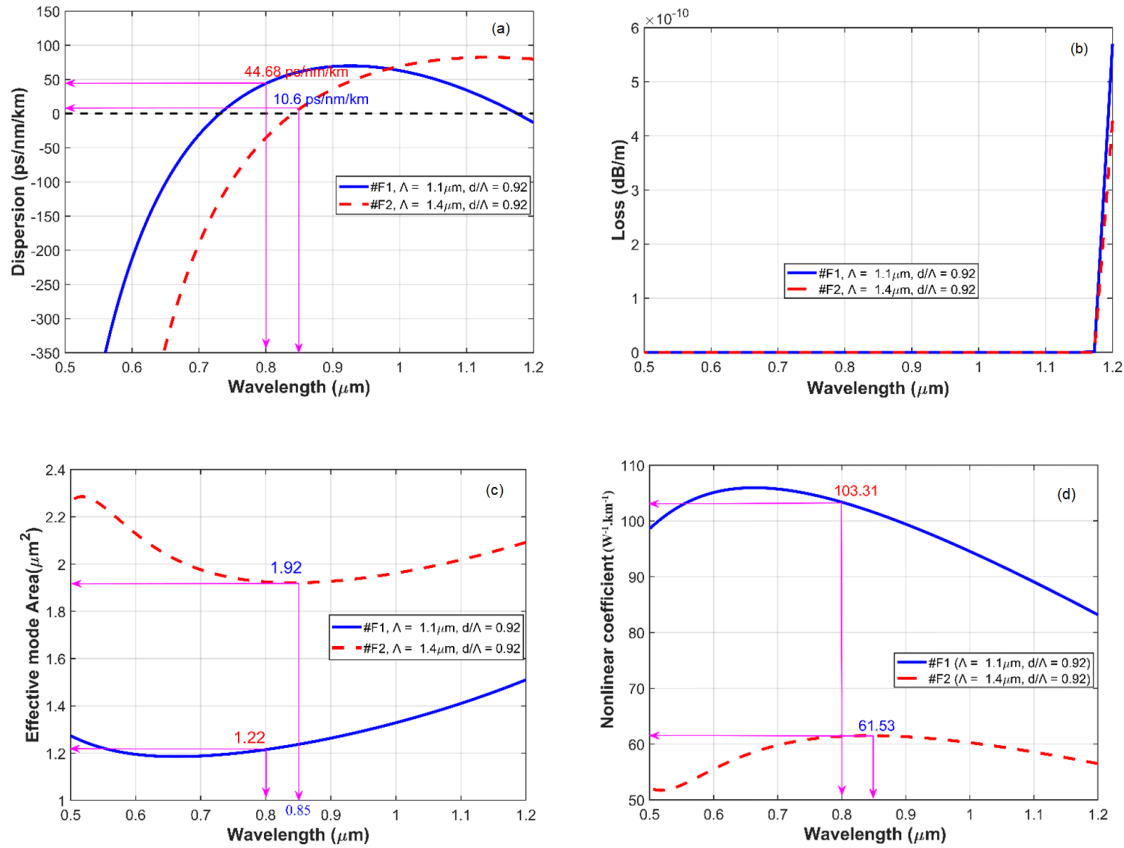 (a)
150
100
50
0
-50
-100
-150
-200
-250
-300
-350
Dispersion (ps/nm/km)
44.68 ps/nm/km
10.6 ps/nm/km
#F1, Λ = 1.1μm, d/Λ = 0.92
#F2, Λ = 1.4μm, d/Λ = 0.92
0.5 0.6 0.7 0.8 0.9 1 1.1 1.2
Wavelength (μm)
(b)
×10⁻¹⁰
6
5
4
3
2
1
0
Loss (dB/m)
#F1, Λ = 1.1μm, d/Λ = 0.92
#F2, Λ = 1.4μm, d/Λ = 0.92
0.5 0.6 0.7 0.8 0.9 1 1.1 1.2
Wavelength (μm)
(c)
2.4
2.2
2
1.8
1.6
1.4
1.2
1
Effective mode Area(μm²)
1.92
#F1, Λ = 1.1μm, d/Λ = 0.92
#F2, Λ = 1.4μm, d/Λ = 0.92
1.22
0.85
0.5 0.6 0.7 0.8 0.9 1 1.1 1.2
Wavelength (μm)
(d)
110
100
90
80
70
60
50
Nonlinear coefficient (W⁻¹.km⁻¹)
103.31
#F1 (Λ = 1.1μm, d/Λ = 0.92)
#F2 (Λ = 1.4μm, d/Λ = 0.92)
61.53
0.5 0.6 0.7 0.8 0.9 1 1.1 1.2
Wavelength (μm)